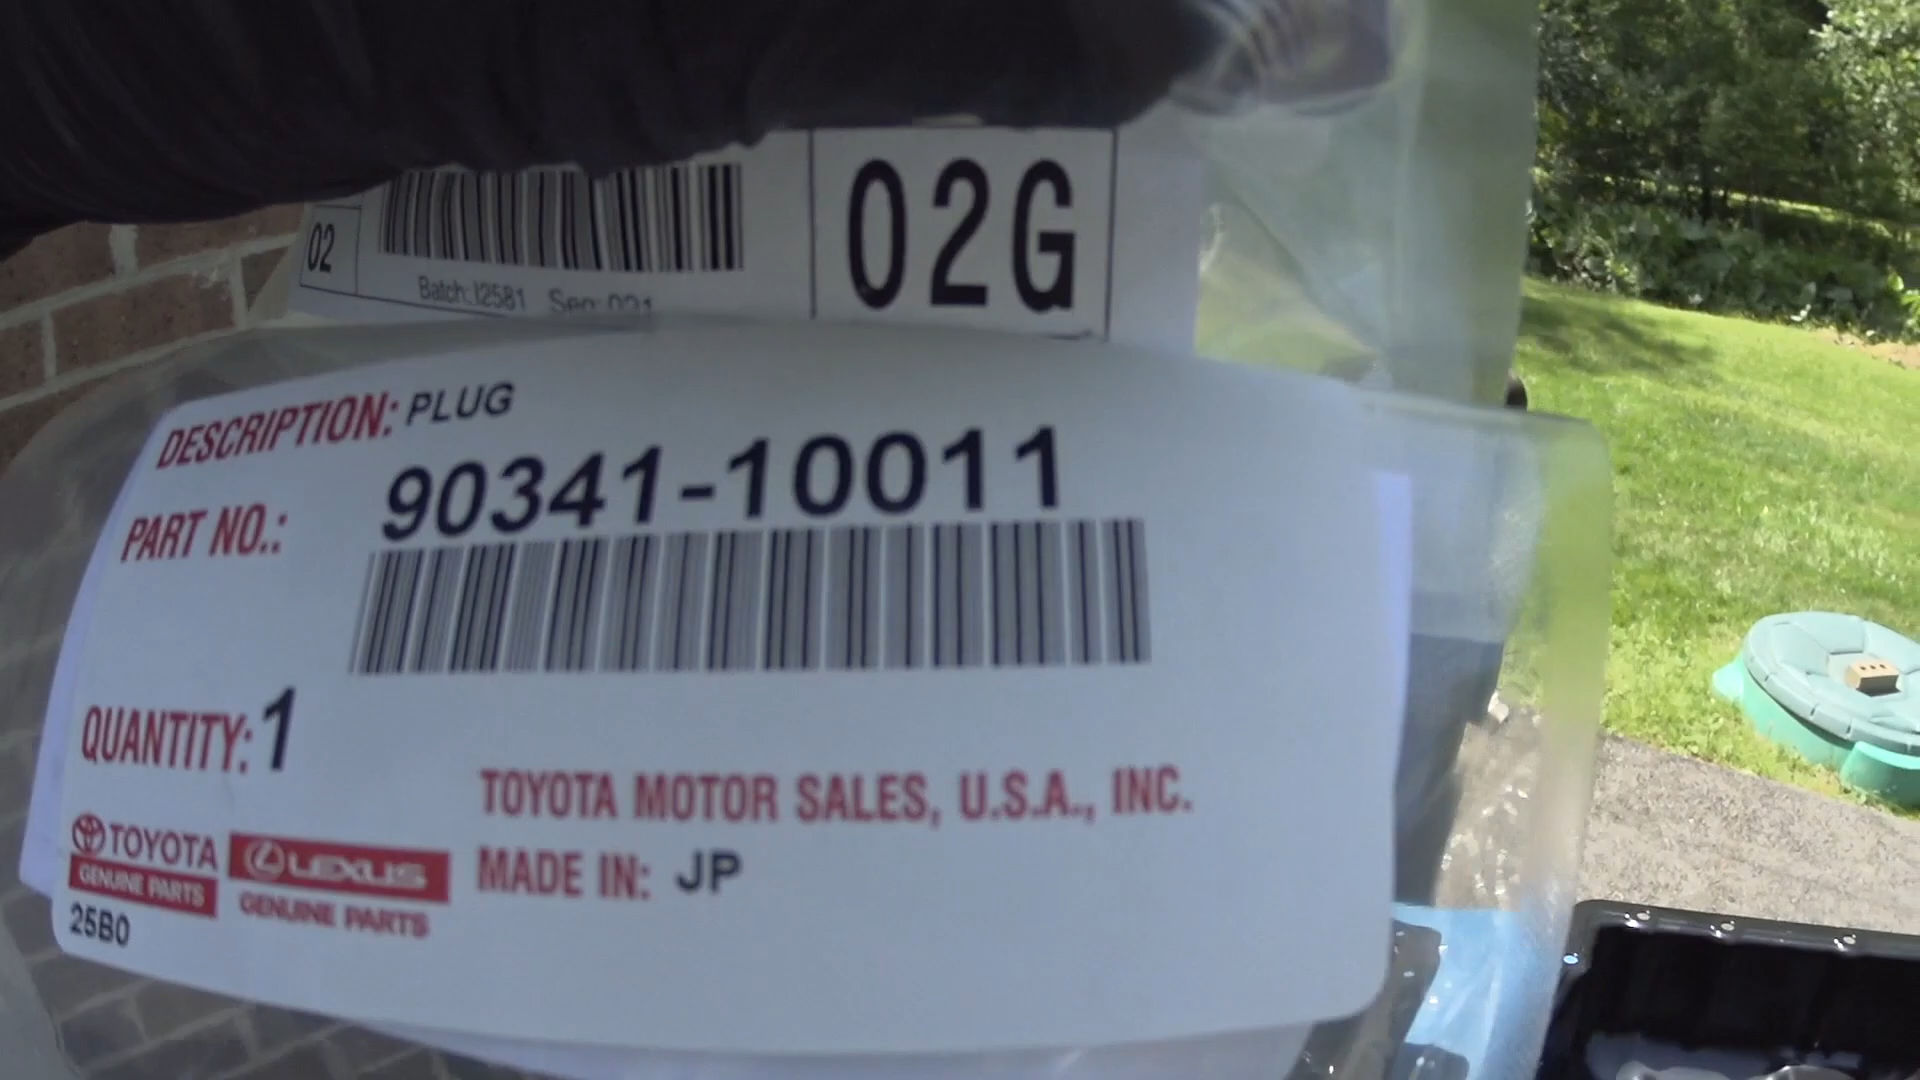 02
02G
Batch: I2581
DESCRIPTION: PLUG
PART NO.: 90341-10011
QUANTITY: 1
TOYOTA MOTOR SALES, U.S.A., INC.
TOYOTA
GENUINE PARTS
LEXUS
GENUINE PARTS
MADE IN: JP
25B0